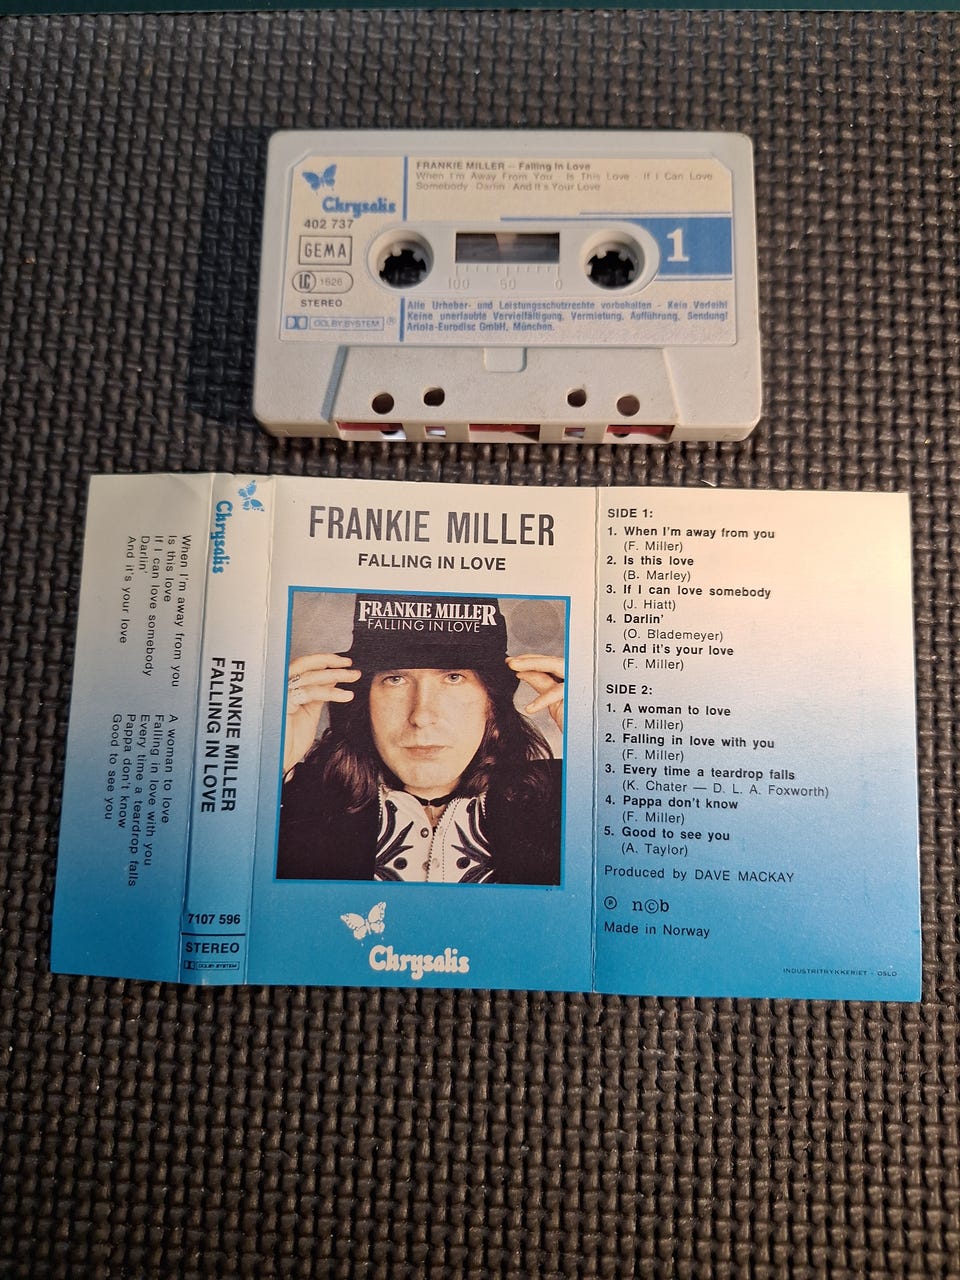 Chrysalis
402 737
GEMA
LC 1626
STEREO
DOLBY SYSTEM ®
FRANKIE MILLER – Falling In Love
When I'm Away From You · Is This Love · If I Can Love
Somebody · Darlin · And It's Your Love
1
100 50 0
Alle Urheber- und Leistungsschutzrechte vorbehalten - Kein Verleih!
Keine unerlaubte Vervielfältigung, Vermietung, Aufführung, Sendung!
Ariola-Eurodisc GmbH, München.
When I'm away from you
Is this love
If I can love somebody
Darlin'
And it's your love
A woman to love
Falling in love with you
Every time a teardrop falls
Pappa don't know
Good to see you
Chrysalis
FRANKIE MILLER
FALLING IN LOVE
7107 596
STEREO
DOLBY SYSTEM
FRANKIE MILLER
FALLING IN LOVE
FRANKIE MILLER
FALLING IN LOVE
Chrysalis
SIDE 1:
1. When I'm away from you
(F. Miller)
2. Is this love
(B. Marley)
3. If I can love somebody
(J. Hiatt)
4. Darlin'
(O. Blademeyer)
5. And it's your love
(F. Miller)
SIDE 2:
1. A woman to love
(F. Miller)
2. Falling in love with you
(F. Miller)
3. Every time a teardrop falls
(K. Chater — D. L. A. Foxworth)
4. Pappa don't know
(F. Miller)
5. Good to see you
(A. Taylor)
Produced by DAVE MACKAY
℗ n©b
Made in Norway
INDUSTRITRYKKERIET - OSLO